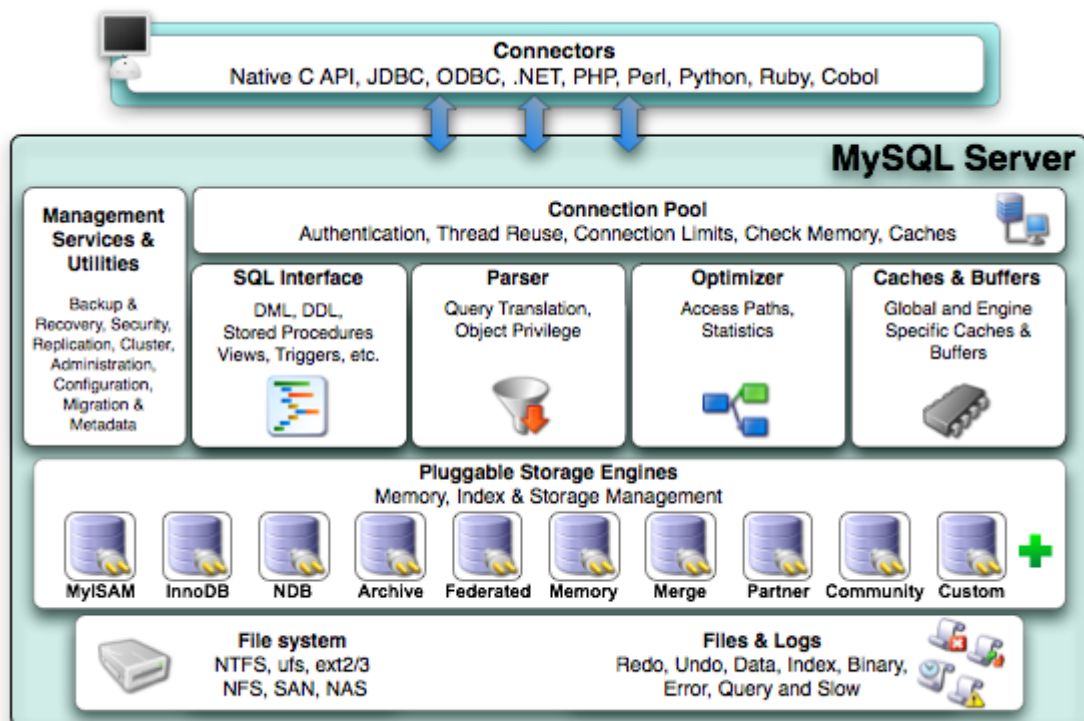 Connectors
Native C API, JDBC, ODBC, .NET, PHP, Perl, Python, Ruby, Cobol
MySQL Server
Management
Services &
Utilities
Backup &
Recovery, Security,
Replication, Cluster,
Administration,
Configuration,
Migration &
Metadata
Connection Pool
Authentication, Thread Reuse, Connection Limits, Check Memory, Caches
SQL Interface
DML, DDL,
Stored Procedures
Views, Triggers, etc.
Parser
Query Translation,
Object Privilege
Optimizer
Access Paths,
Statistics
Caches & Buffers
Global and Engine
Specific Caches &
Buffers
Pluggable Storage Engines
Memory, Index & Storage Management
MyISAM
InnoDB
NDB
Archive
Federated
Memory
Merge
Partner
Community
Custom
File system
NTFS, ufs, ext2/3
NFS, SAN, NAS
Files & Logs
Redo, Undo, Data, Index, Binary,
Error, Query and Slow